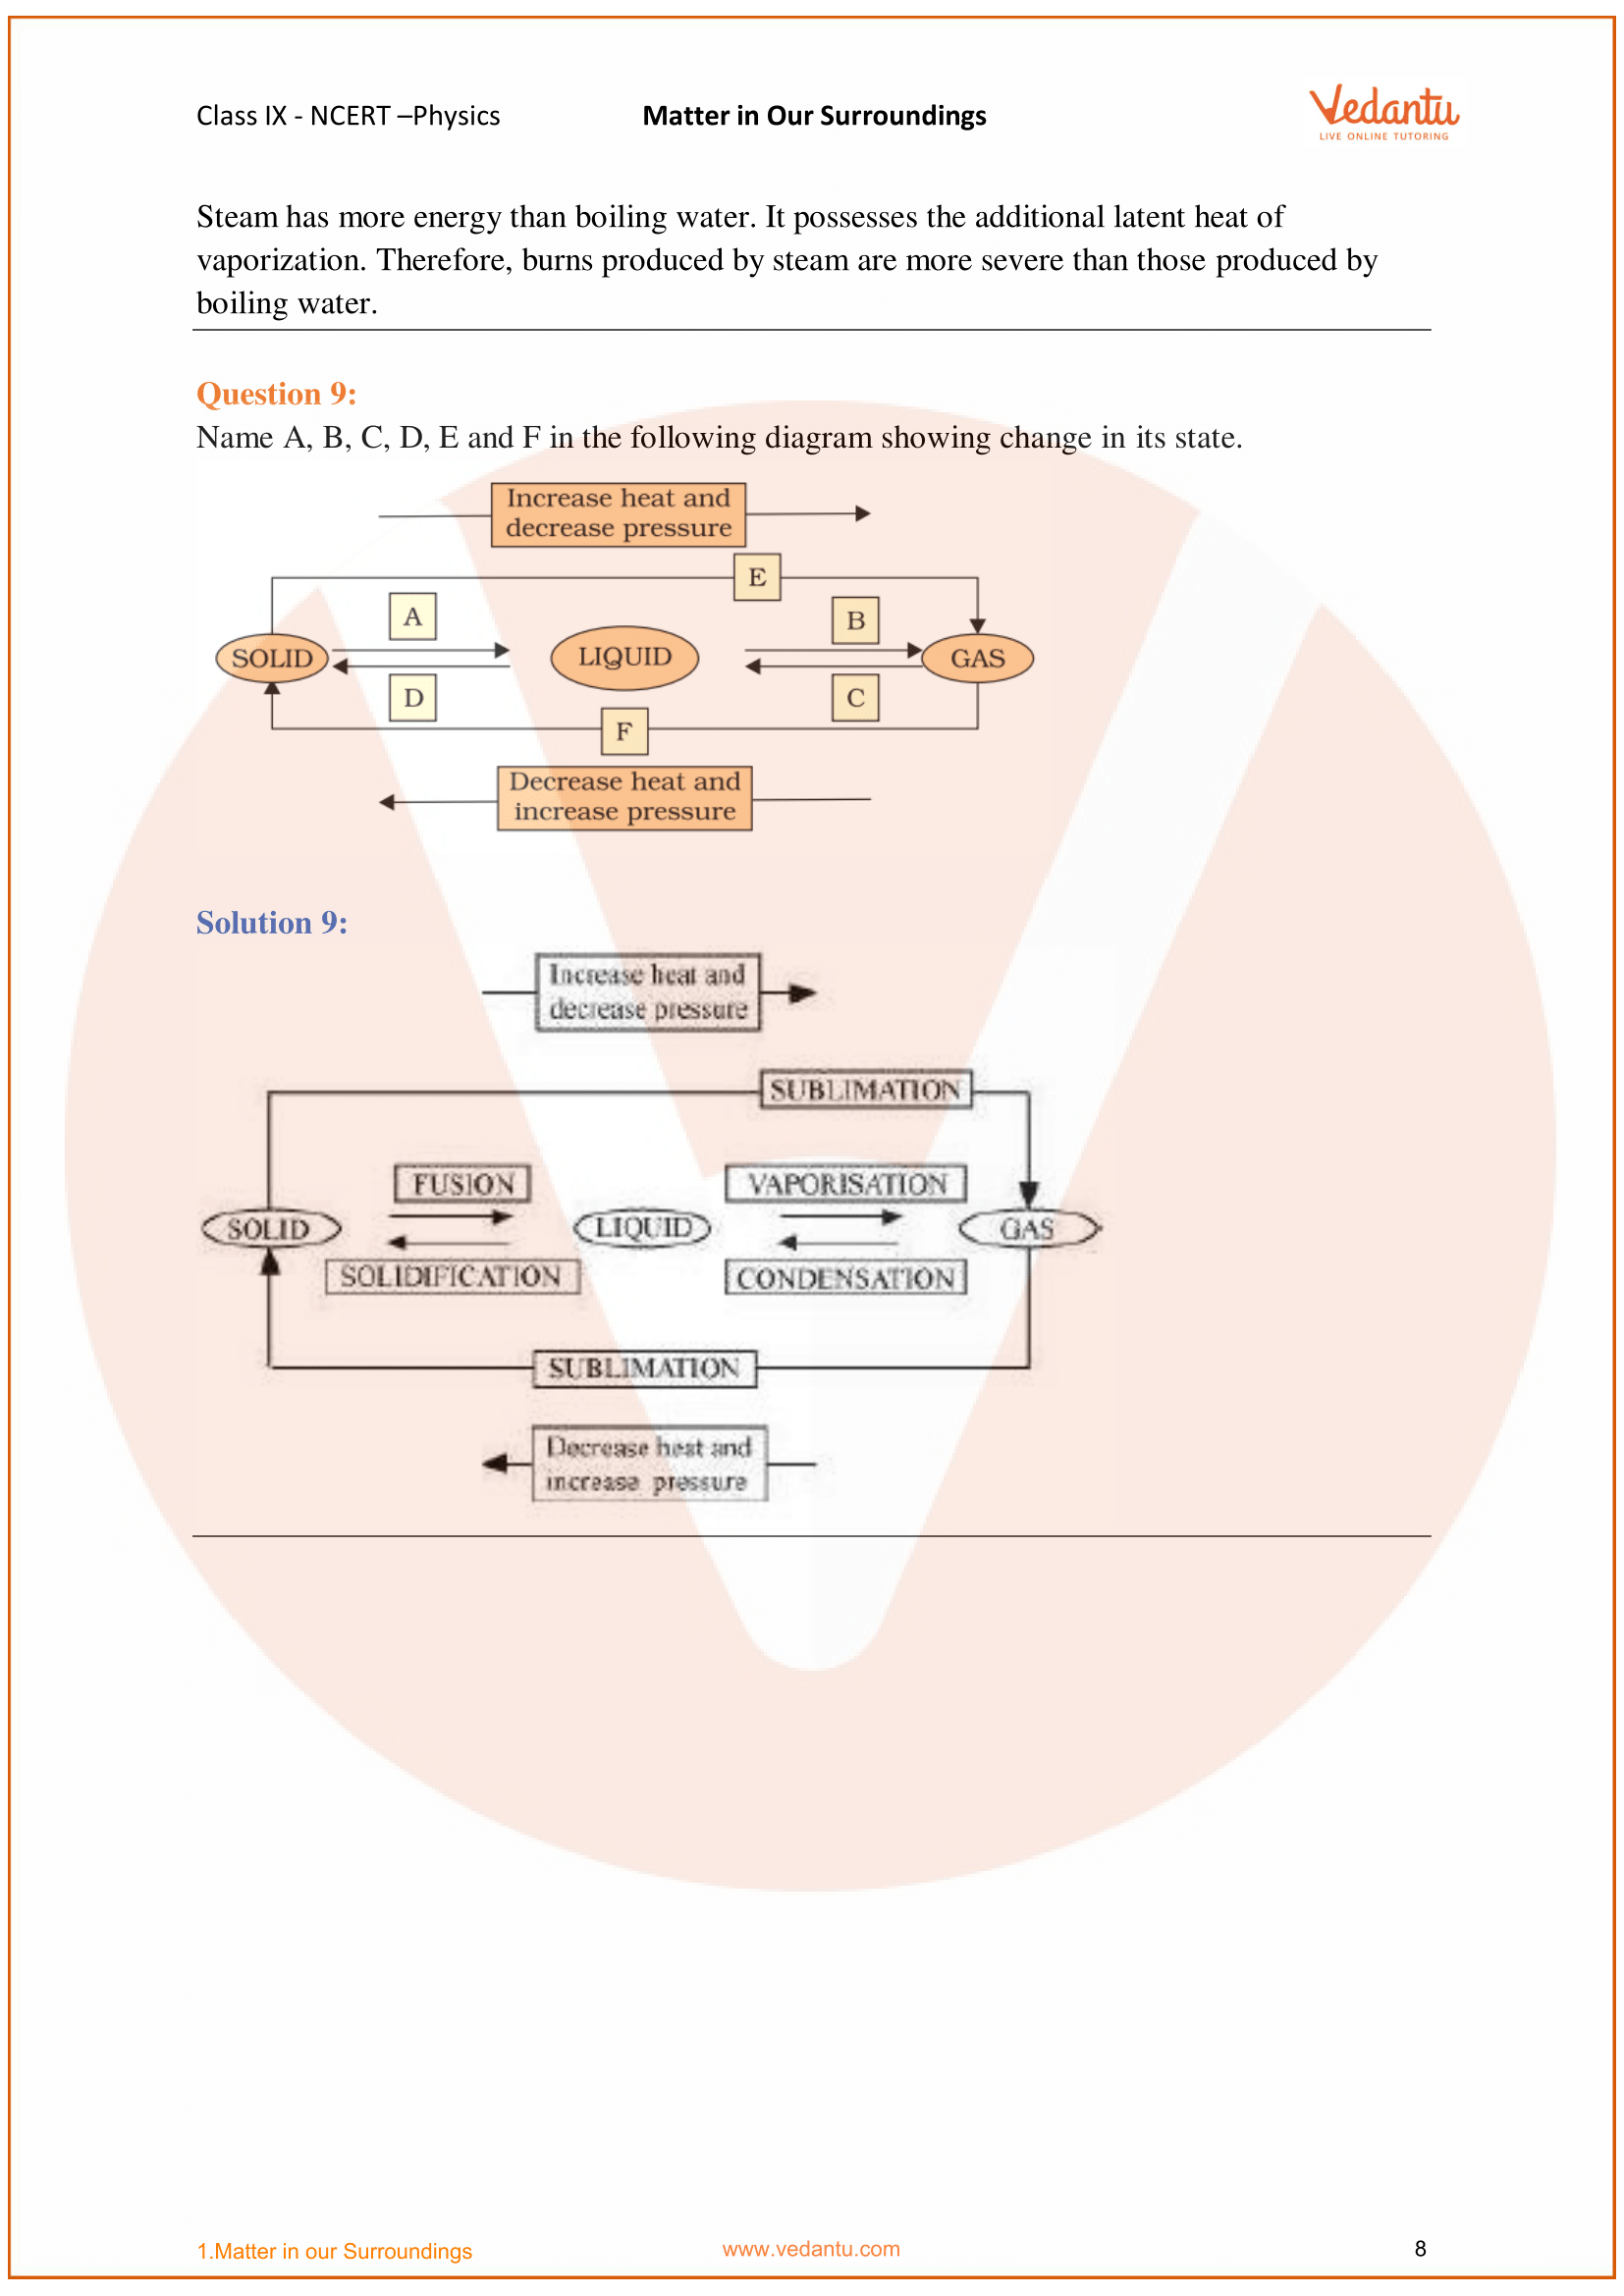 Class IX - NCERT –Physics
Matter in Our Surroundings
Vedantu
LIVE ONLINE TUTORING
Steam has more energy than boiling water. It possesses the additional latent heat of
vaporization. Therefore, burns produced by steam are more severe than those produced by
boiling water.
Question 9:
Name A, B, C, D, E and F in the following diagram showing change in its state.
Increase heat and
decrease pressure
E
A
B
SOLID
LIQUID
GAS
D
C
F
Decrease heat and
increase pressure
Solution 9:
Increase heat and
decrease pressure
SUBLIMATION
FUSION
VAPORISATION
SOLID
LIQUID
GAS
SOLIDIFICATION
CONDENSATION
SUBLIMATION
Decrease heat and
increase pressure
1.Matter in our Surroundings
www.vedantu.com
8